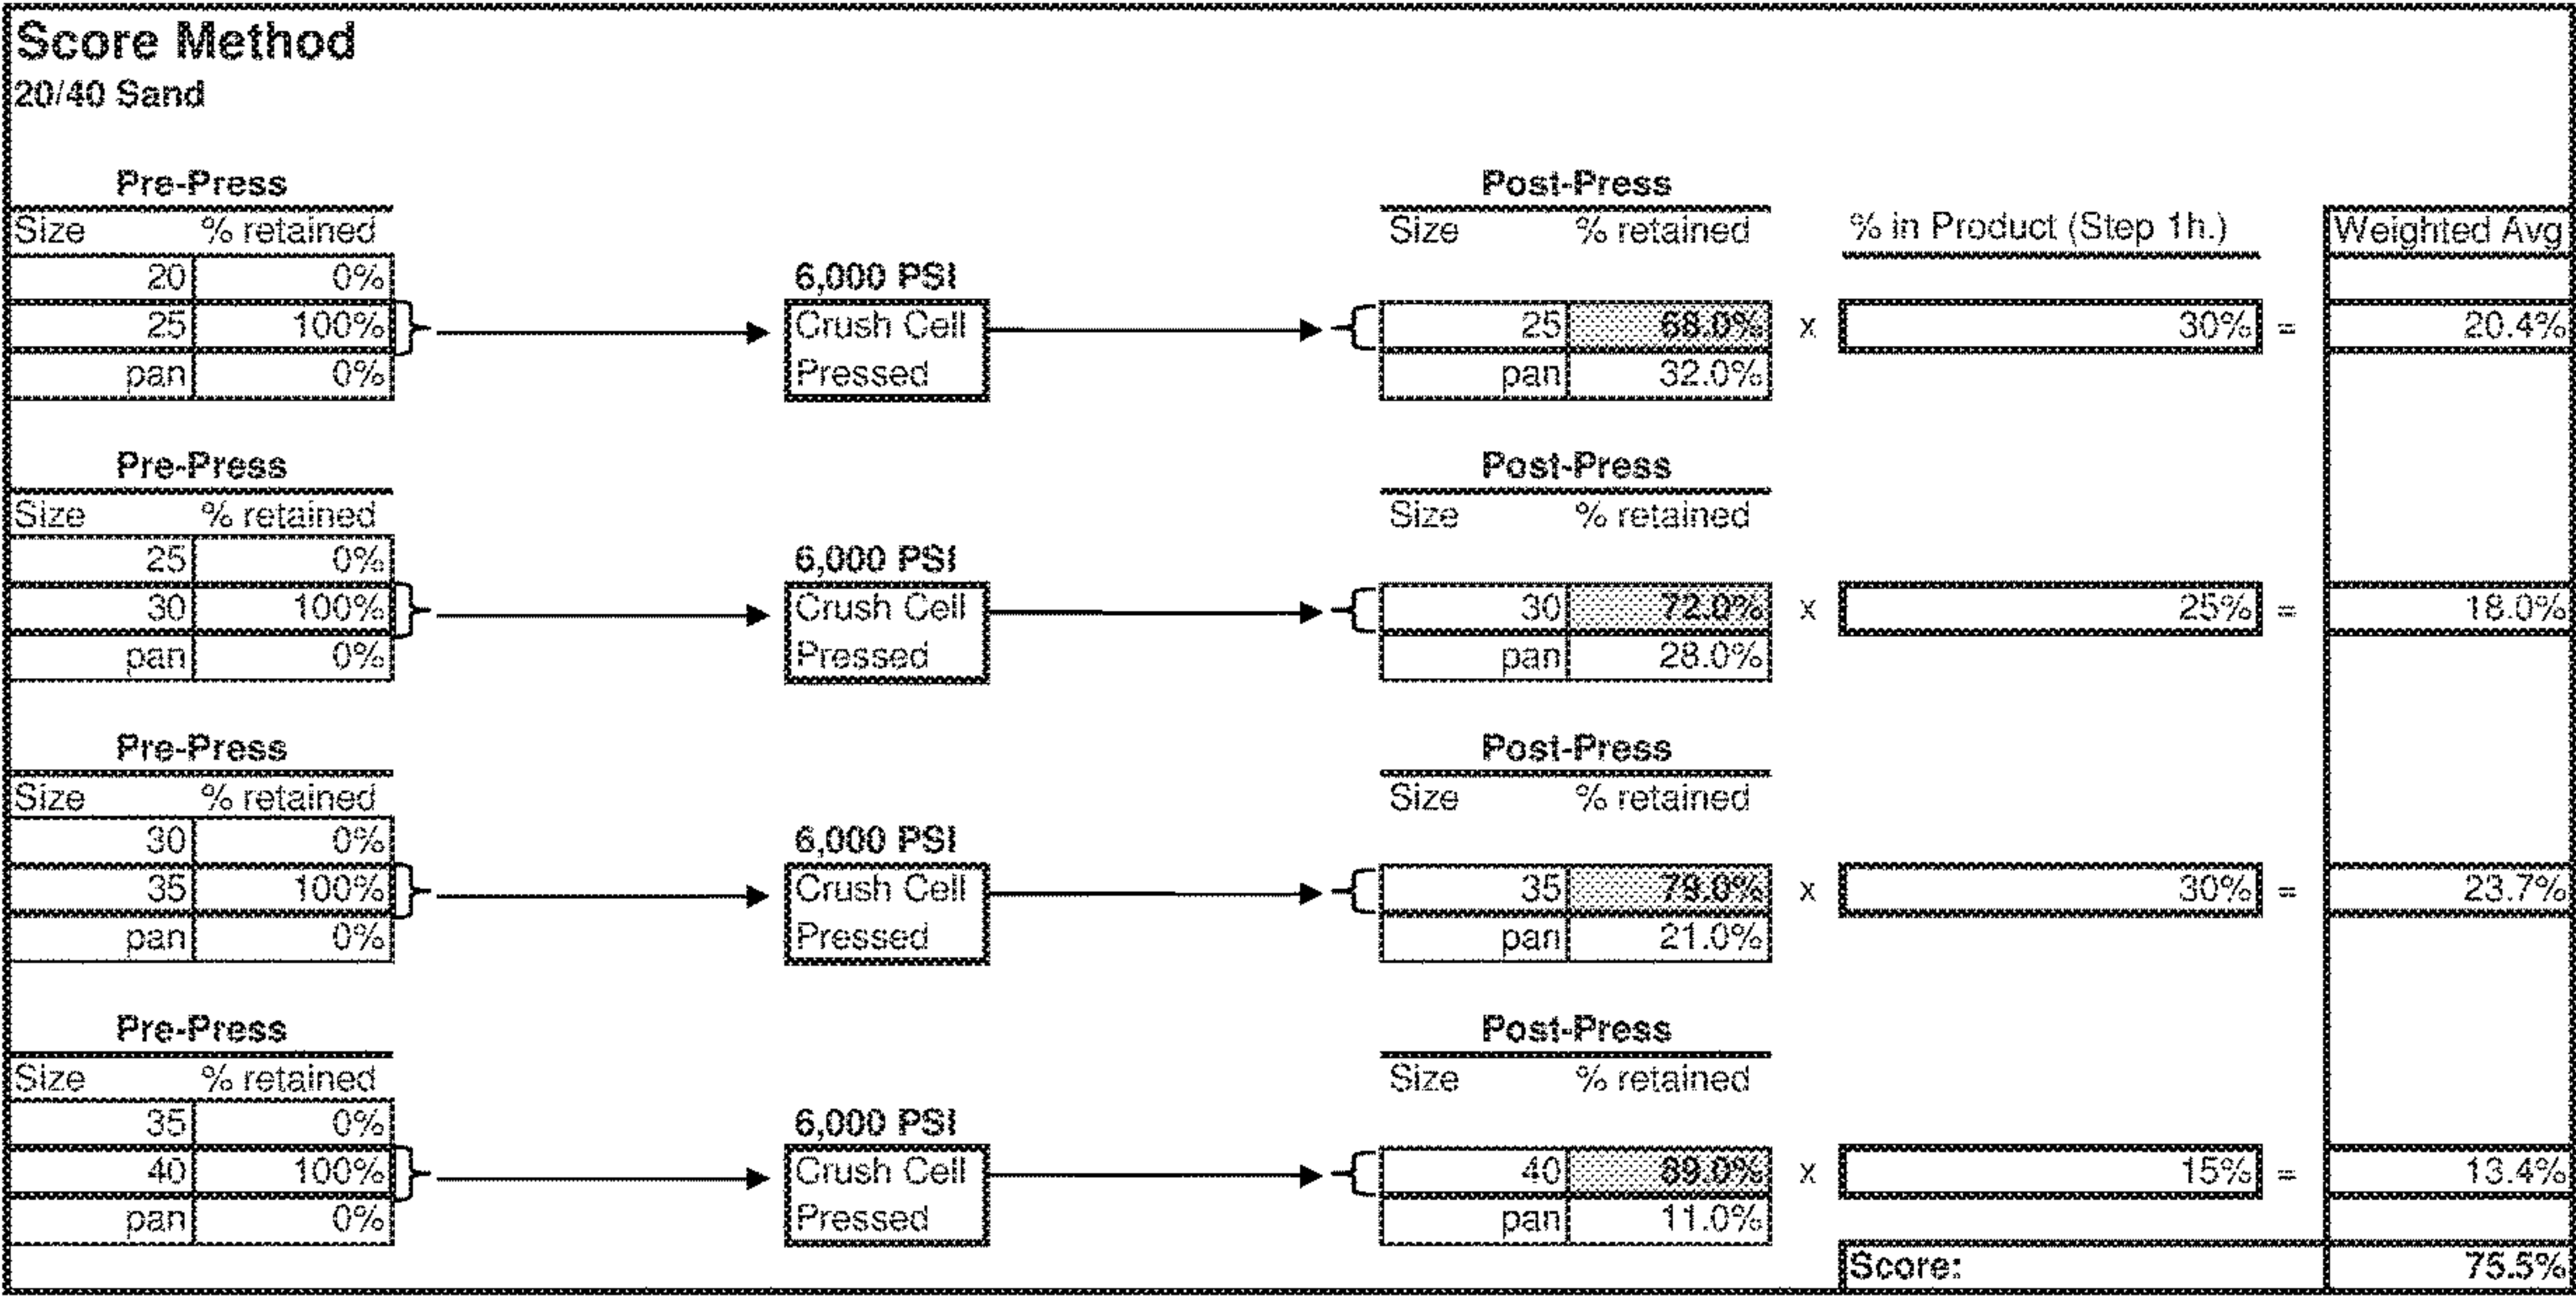 Score Method
20/40 Sand
Pre-Press Post-Press
Size % retained Size % retained % in Product (Step 1h.) Weighted Avg
20 0% 6,000 PSI
25 100% Crush Cell 25 68.0% x 30% = 20.4%
pan 0% Pressed pan 32.0%
Pre-Press Post-Press
Size % retained Size % retained
25 0% 6,000 PSI
30 100% Crush Cell 30 72.0% x 25% = 18.0%
pan 0% Pressed pan 28.0%
Pre-Press Post-Press
Size % retained Size % retained
30 0% 6,000 PSI
35 100% Crush Cell 35 79.0% x 30% = 23.7%
pan 0% Pressed pan 21.0%
Pre-Press Post-Press
Size % retained Size % retained
35 0% 6,000 PSI
40 100% Crush Cell 40 89.0% x 15% = 13.4%
pan 0% Pressed pan 11.0%
Score: 75.5%